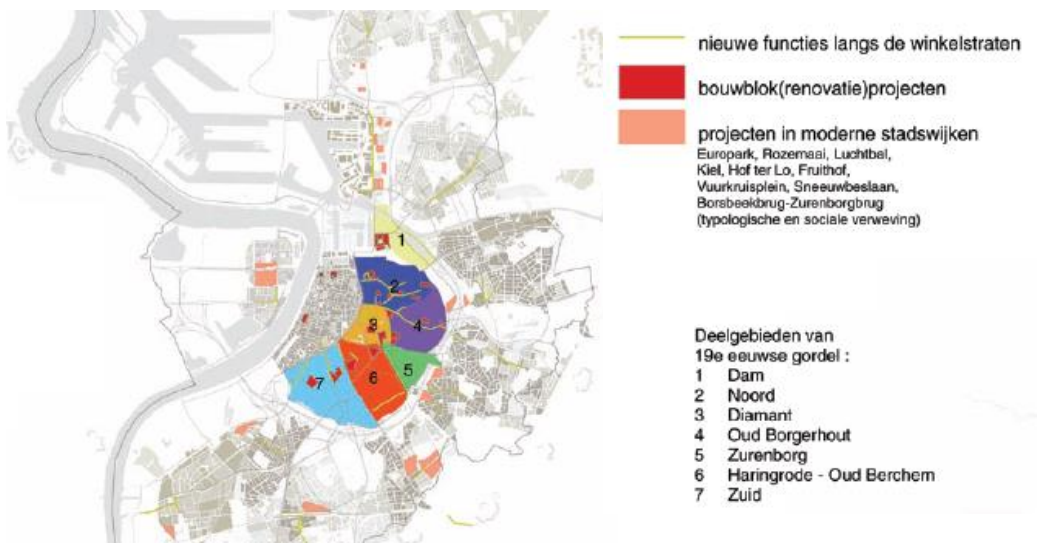 nieuwe functies langs de winkelstraten
bouwblok(renovatie)projecten
projecten in moderne stadswijken
Europark, Rozemaai, Luchtbal,
Kiel, Hof ter Lo, Fruithof,
Vuurkruisplein, Sneeuwbeslaan,
Borsbeekbrug-Zurenborgbrug
(typologische en sociale verweving)
1
2
3
4
5
6
7
Deelgebieden van
19e eeuwse gordel :
1 Dam
2 Noord
3 Diamant
4 Oud Borgerhout
5 Zurenborg
6 Haringrode - Oud Berchem
7 Zuid